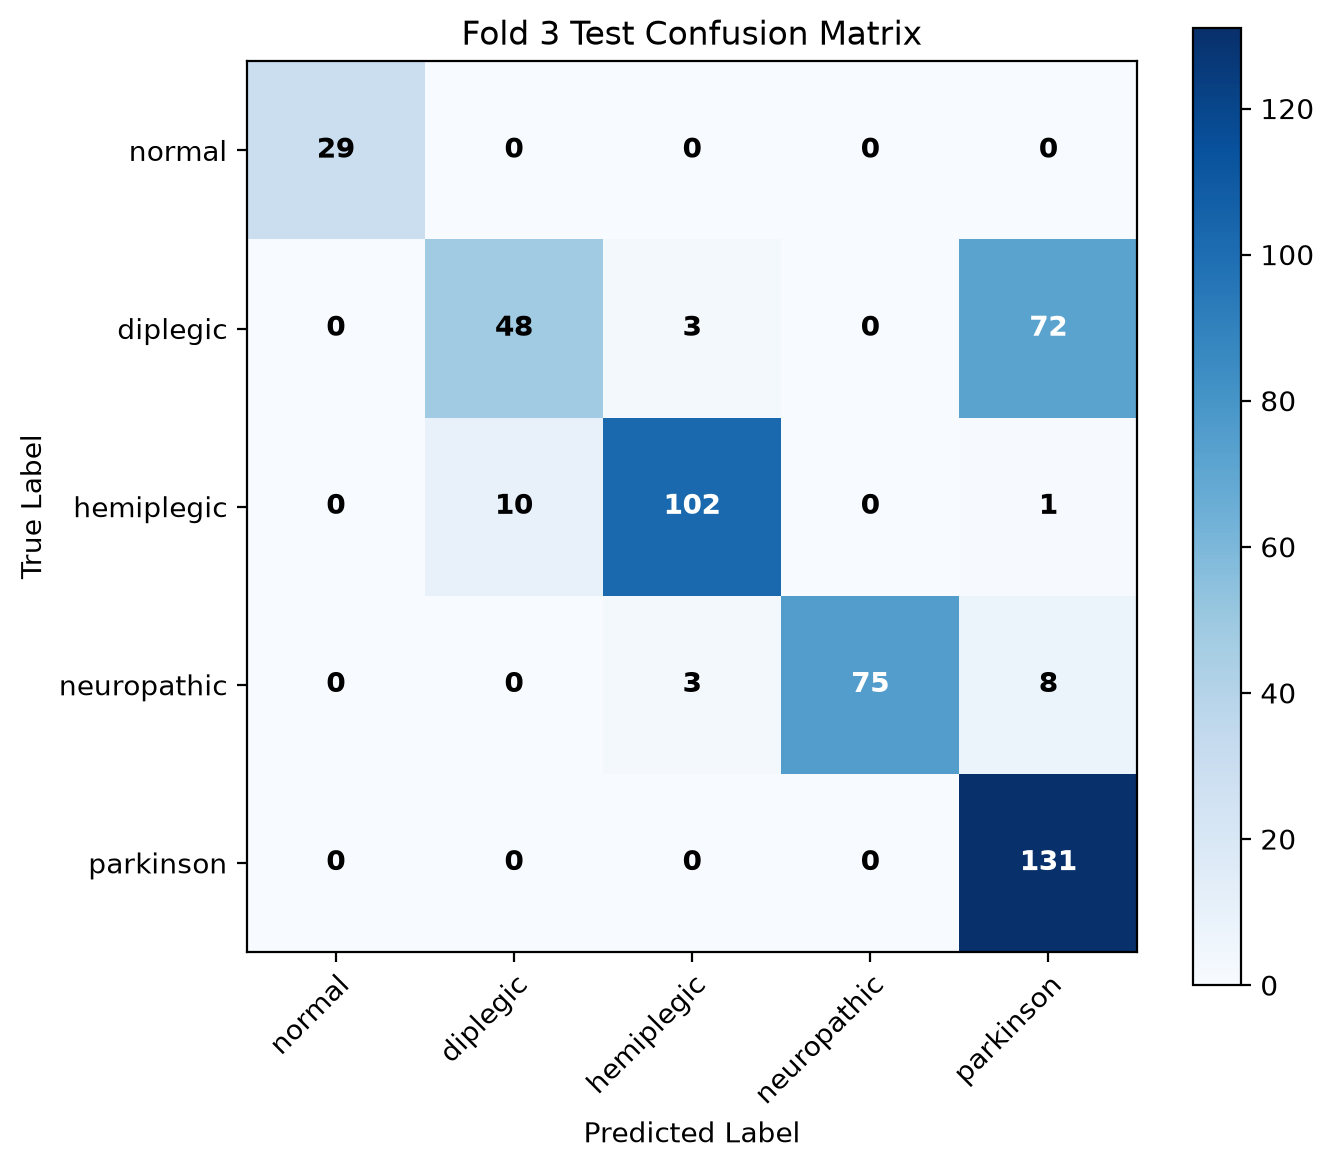 Fold 3 Test Confusion Matrix
normal 29 0 0 0 0
diplegic 0 48 3 0 72
hemiplegic 0 10 102 0 1
neuropathic 0 0 3 75 8
parkinson 0 0 0 0 131
normal diplegic hemiplegic neuropathic parkinson
Predicted Label
True Label
120
100
80
60
40
20
0